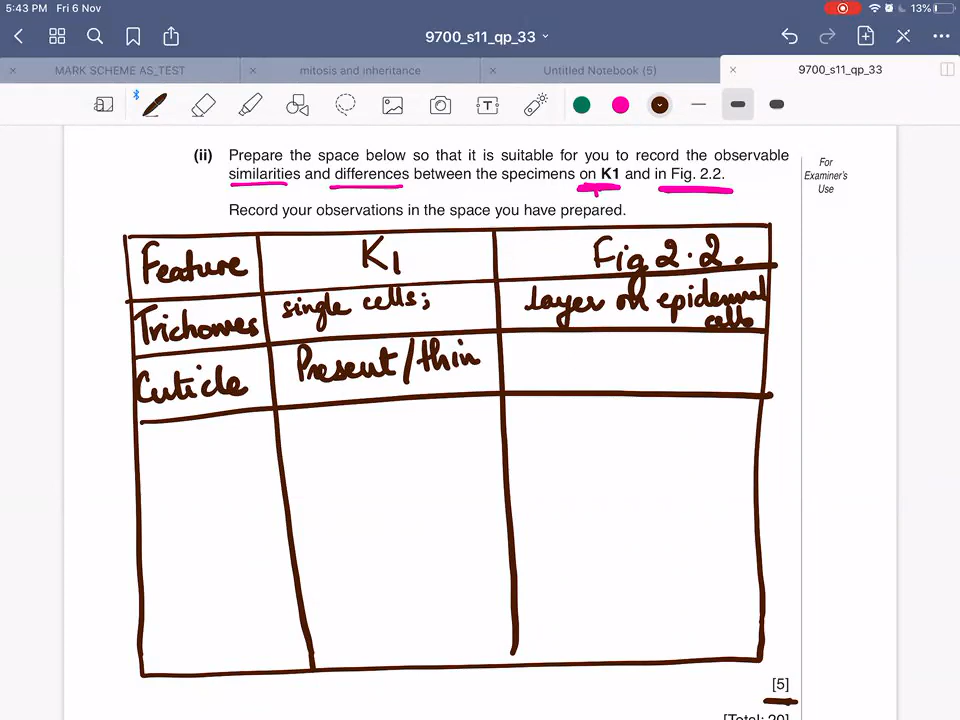 5:43 PM Fri 6 Nov
13%
9700_s11_qp_33
MARK SCHEME AS_TEST
mitosis and inheritance
Untitled Notebook (5)
9700_s11_qp_33
(ii) Prepare the space below so that it is suitable for you to record the observable
similarities and differences between the specimens on K1 and in Fig. 2.2.
Record your observations in the space you have prepared.
For
Examiner's
Use
Feature K1 Fig 2.2.
Trichomes single cells; layer on epidermal
cells
Cuticle Present/thin
[5]
[Total: 20]